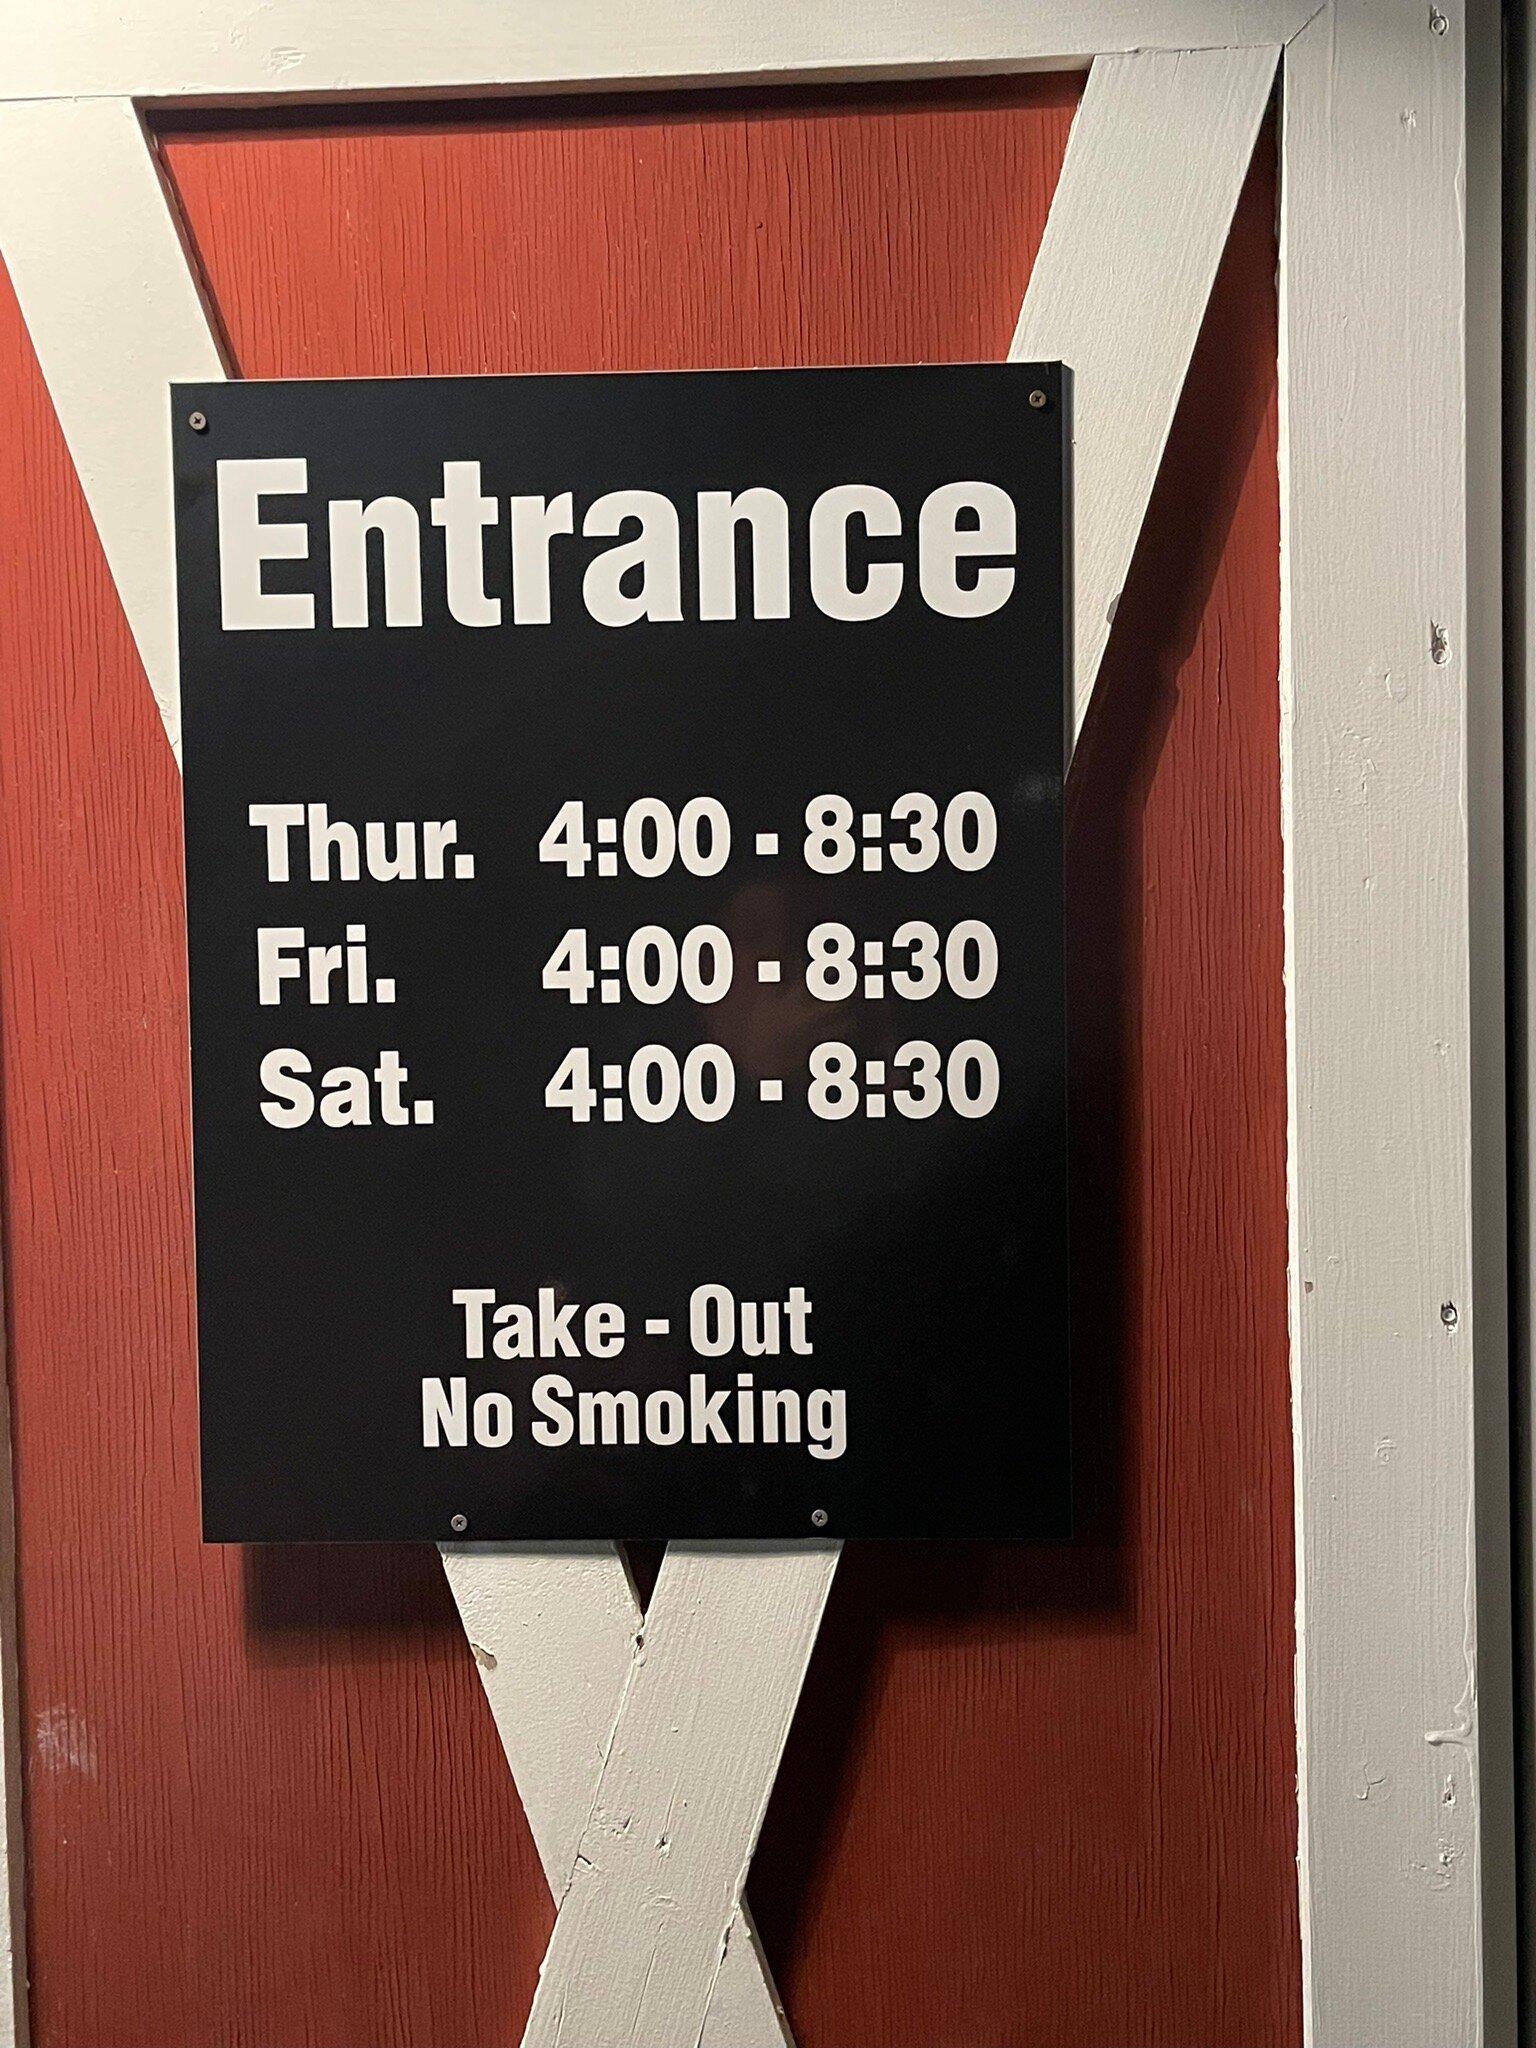 Entrance
Thur. 4:00 - 8:30
Fri. 4:00 - 8:30
Sat. 4:00 - 8:30
Take - Out
No Smoking